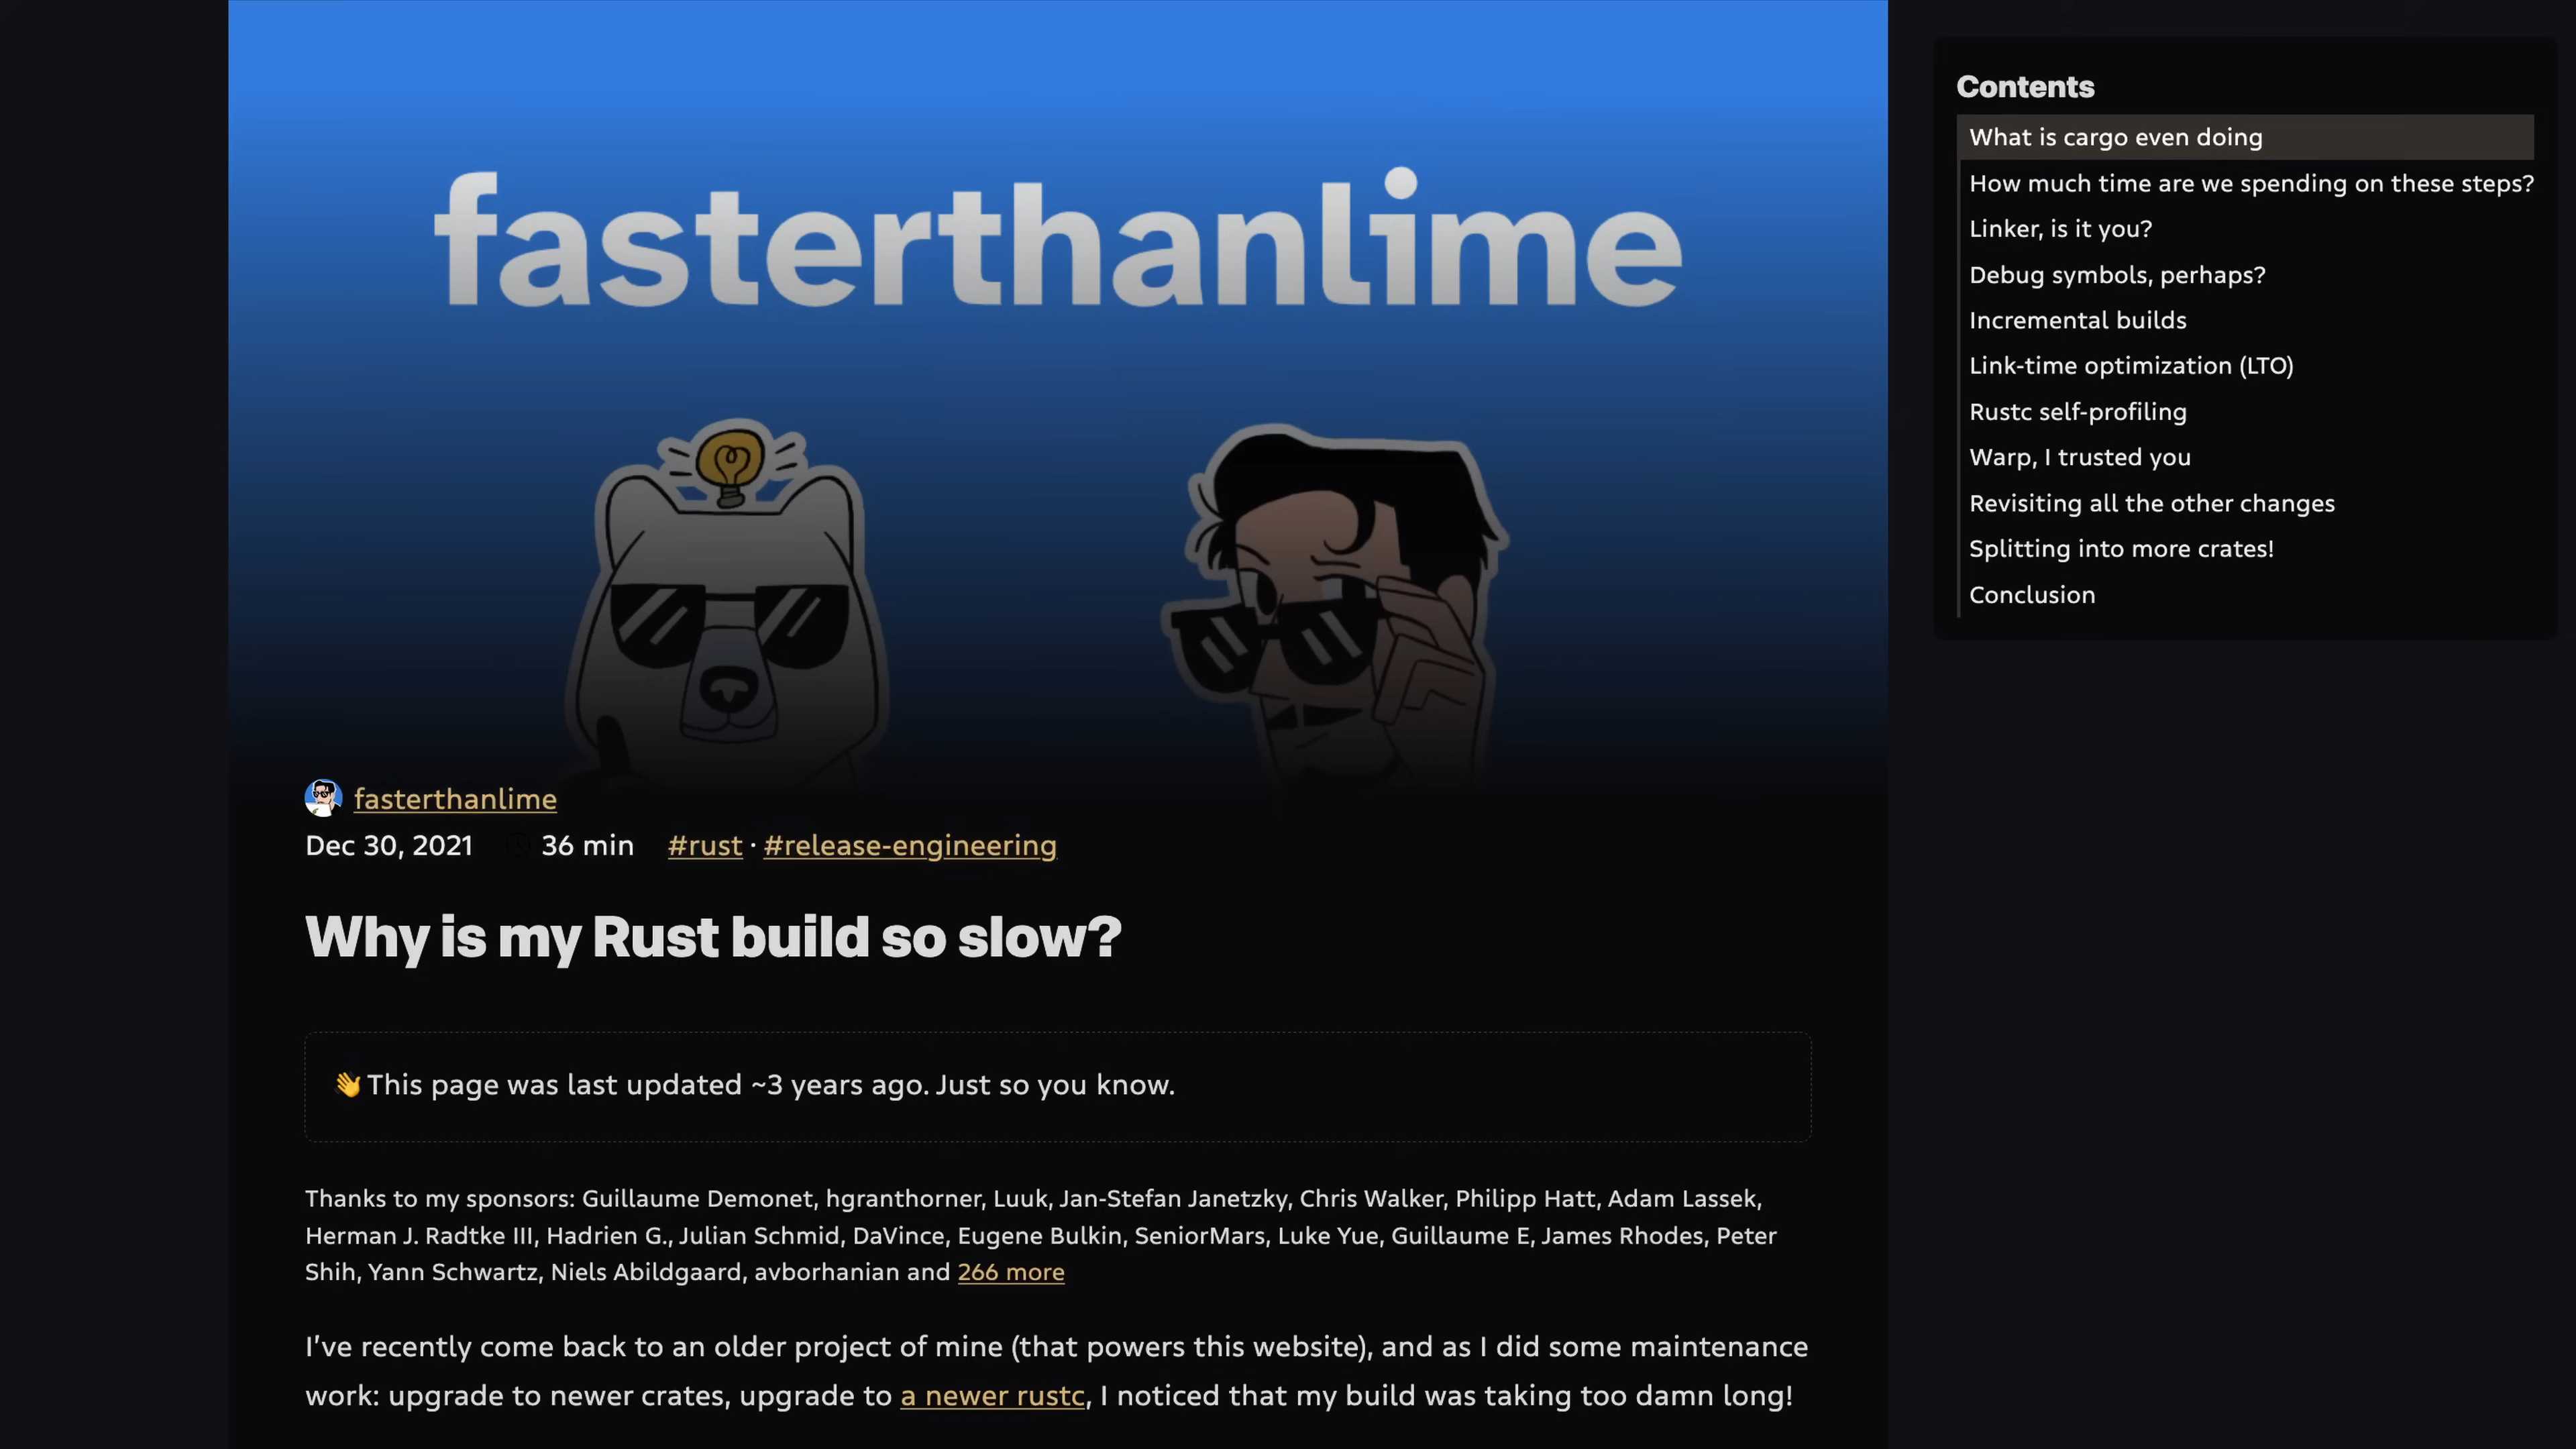 fasterthanlime
fasterthanlime
Dec 30, 2021 36 min #rust · #release-engineering
Why is my Rust build so slow?
👋 This page was last updated ~3 years ago. Just so you know.
Thanks to my sponsors: Guillaume Demonet, hgranthorner, Luuk, Jan-Stefan Janetzky, Chris Walker, Philipp Hatt, Adam Lassek,
Herman J. Radtke III, Hadrien G., Julian Schmid, DaVince, Eugene Bulkin, SeniorMars, Luke Yue, Guillaume E, James Rhodes, Peter
Shih, Yann Schwartz, Niels Abildgaard, avborhanian and 266 more
I’ve recently come back to an older project of mine (that powers this website), and as I did some maintenance
work: upgrade to newer crates, upgrade to a newer rustc, I noticed that my build was taking too damn long!
Contents
What is cargo even doing
How much time are we spending on these steps?
Linker, is it you?
Debug symbols, perhaps?
Incremental builds
Link-time optimization (LTO)
Rustc self-profiling
Warp, I trusted you
Revisiting all the other changes
Splitting into more crates!
Conclusion